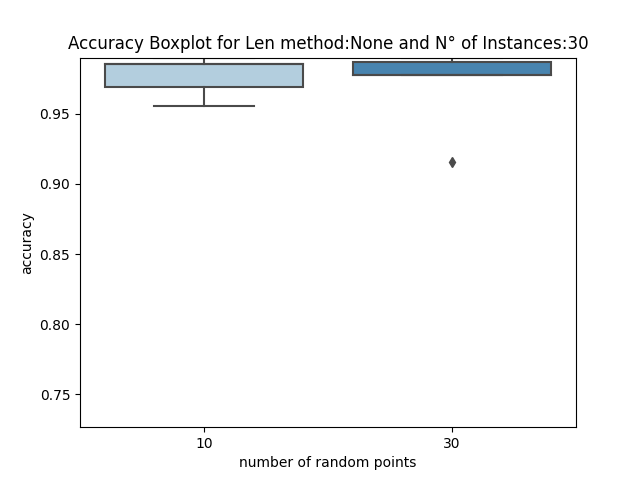 Accuracy Boxplot for Len method:None and N° of Instances:30
0.95
0.90
0.85
0.80
0.75
accuracy
10 30
number of random points